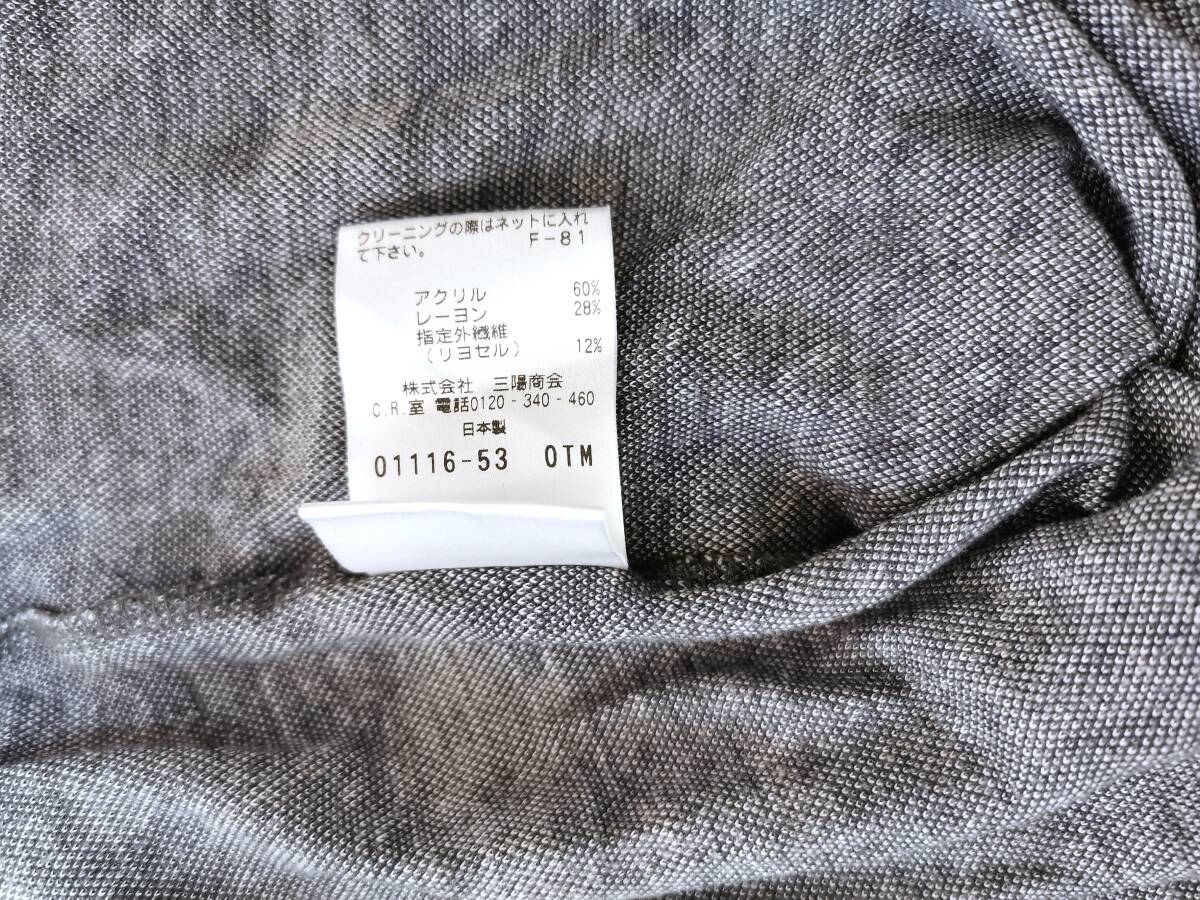 クリーニングの際はネットに入れ
て下さい。 F-81
アクリル 60%
レーヨン 28%
指定外繊維
(リヨセル) 12%
株式会社 三陽商会
C.R.室 電話0120-340-460
日本製
01116-53 OTM